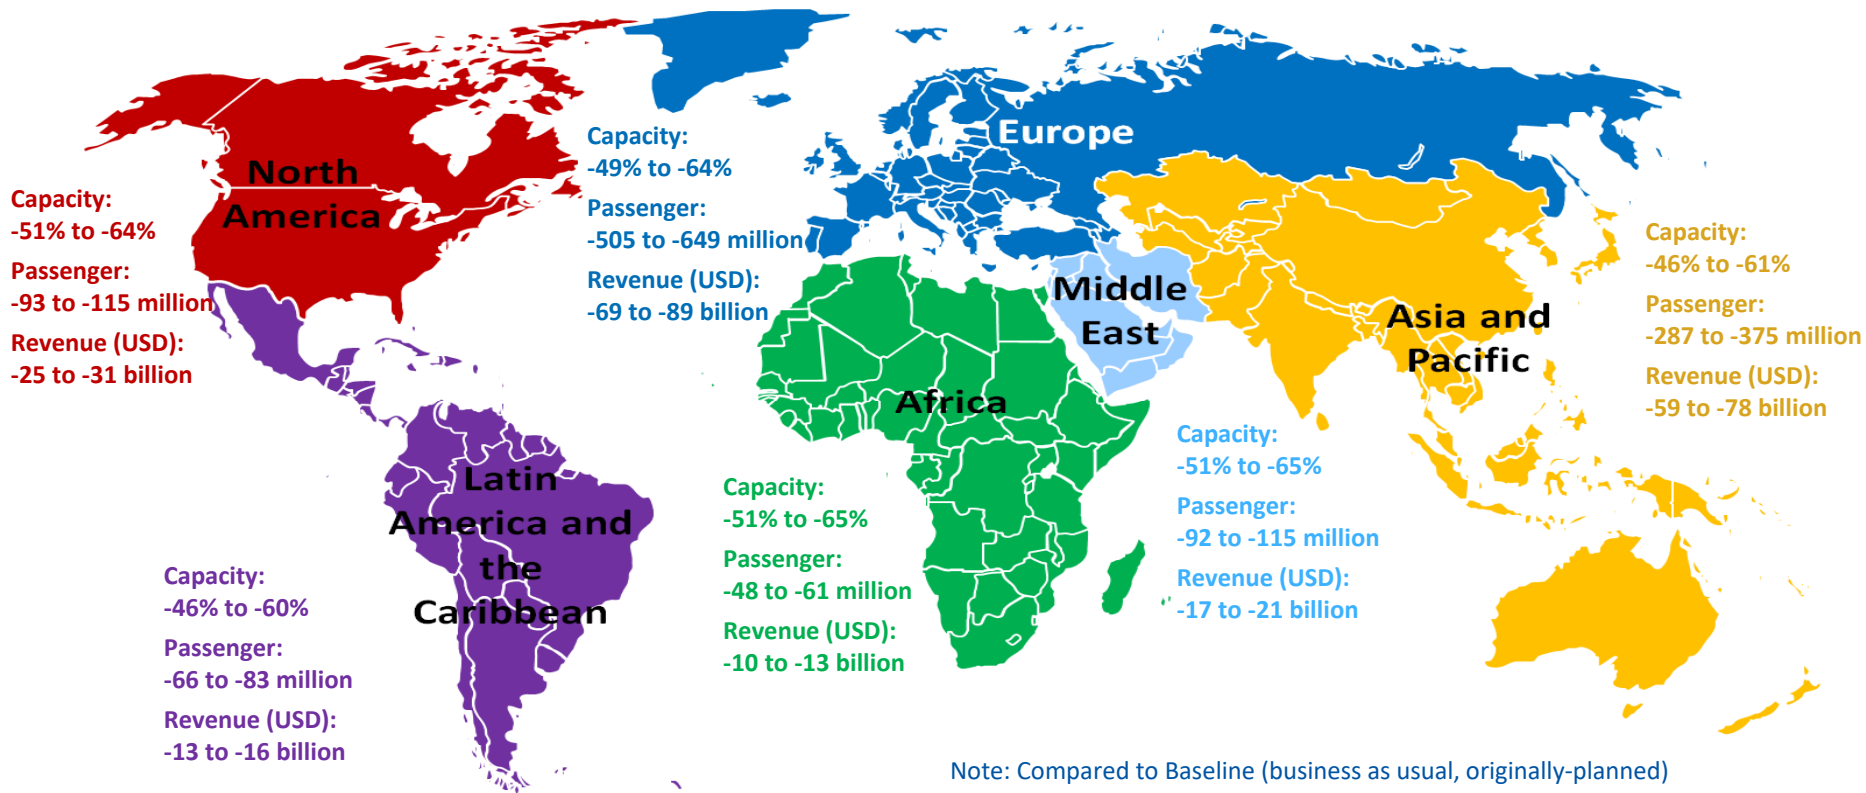 North
America
Capacity:
-51% to -64%
Passenger:
-93 to -115 million
Revenue (USD):
-25 to -31 billion
Capacity:
-49% to -64%
Passenger:
-505 to -649 million
Revenue (USD):
-69 to -89 billion
Europe
Middle
East
Asia and
Pacific
Capacity:
-46% to -61%
Passenger:
-287 to -375 million
Revenue (USD):
-59 to -78 billion
Africa
Capacity:
-51% to -65%
Passenger:
-92 to -115 million
Revenue (USD):
-17 to -21 billion
Latin
America and
the
Caribbean
Capacity:
-51% to -65%
Passenger:
-48 to -61 million
Revenue (USD):
-10 to -13 billion
Capacity:
-46% to -60%
Passenger:
-66 to -83 million
Revenue (USD):
-13 to -16 billion
Note: Compared to Baseline (business as usual, originally-planned)